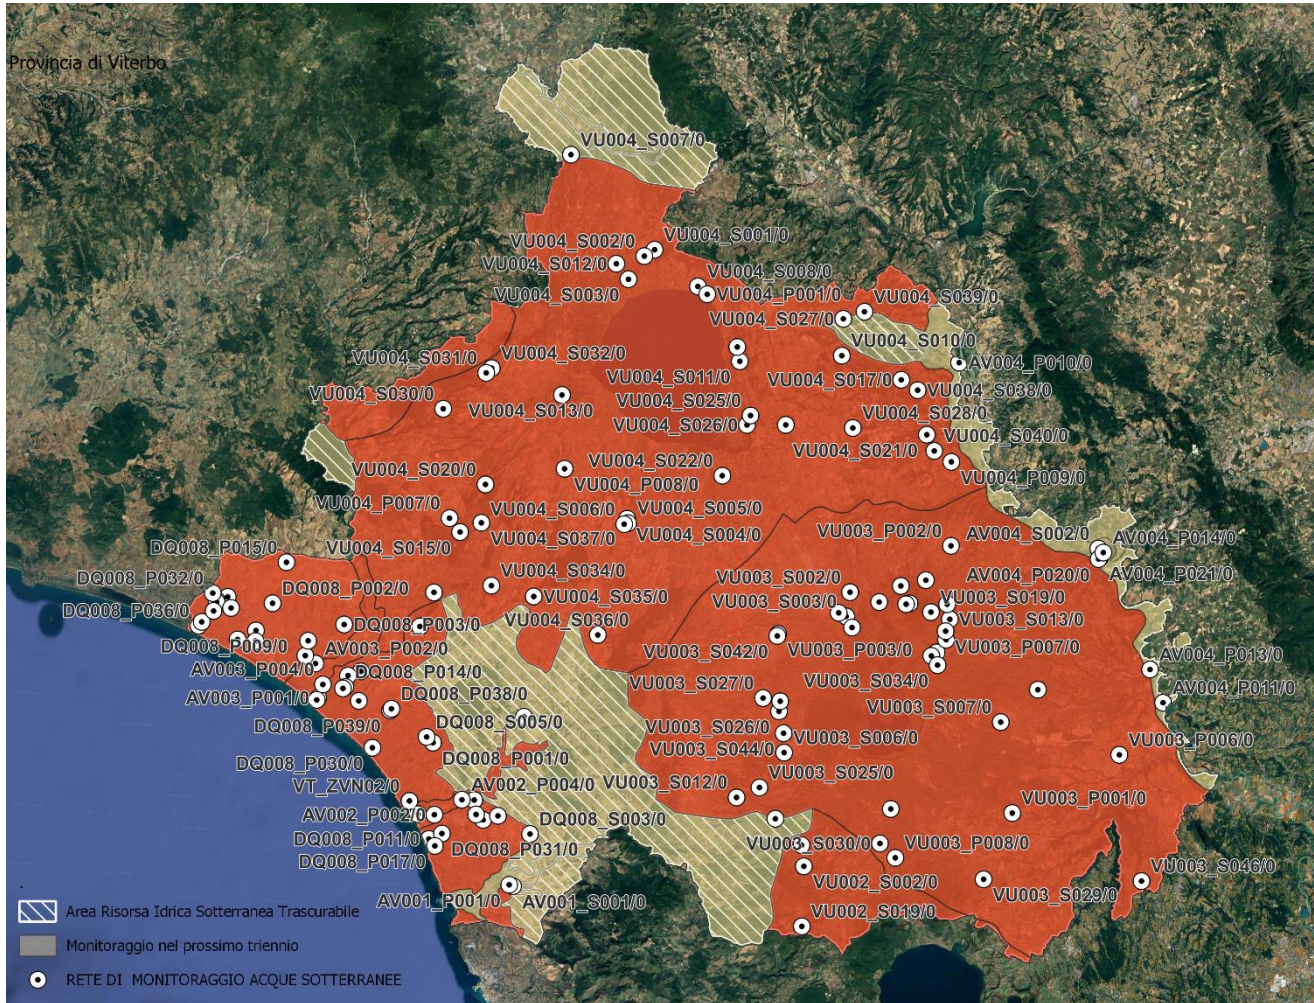 Provincia di Viterbo
VU004_S007/0
VU004_S001/0
VU004_S002/0
VU004_S012/0
VU004_S008/0
VU004_S003/0
VU004_P001/0
VU004_S039/0
VU004_S027/0
VU004_S010/0
VU004_S031/0
VU004_S032/0
AV004_P010/0
VU004_S011/0
VU004_S017/0
VU004_S030/0
VU004_S038/0
VU004_S013/0
VU004_S025/0
VU004_S028/0
VU004_S026/0
VU004_S040/0
VU004_S021/0
VU004_S020/0
VU004_S022/0
VU004_P009/0
VU004_P008/0
VU004_P007/0
VU004_S006/0
VU004_S005/0
VU004_S004/0
VU004_S037/0
VU003_P002/0
AV004_S002/0
AV004_P014/0
VU004_S015/0
DQ008_P015/0
AV004_P020/0
AV004_P021/0
DQ008_P032/0
DQ008_P002/0
VU004_S034/0
VU003_S002/0
VU004_S035/0
VU003_S003/0
VU003_S019/0
DQ008_P036/0
VU004_S036/0
VU003_S013/0
DQ008_P003/0
DQ008_P009/0
AV003_P002/0
VU003_S042/0
VU003_P003/0
VU003_P007/0
AV003_P004/0
DQ008_P014/0
AV004_P013/0
VU003_S034/0
VU003_S027/0
AV003_P001/0
DQ008_P038/0
AV004_P011/0
VU003_S007/0
DQ008_P039/0
DQ008_S005/0
VU003_S026/0
VU003_S006/0
VU003_S044/0
VU003_P006/0
DQ008_P030/0
DQ008_P001/0
VU003_S012/0
VU003_S025/0
VT_ZVN02/0
AV002_P004/0
AV002_P002/0
DQ008_S003/0
VU003_P001/0
DQ008_P011/0
DQ008_P031/0
VU003_S030/0
VU003_P008/0
DQ008_P017/0
VU002_S002/0
VU003_S029/0
VU003_S046/0
AV001_P001/0
AV001_S001/0
VU002_S019/0
Area Risorsa Idrica Sotterranea Trascurabile
Monitoraggio nel prossimo triennio
RETE DI MONITORAGGIO ACQUE SOTTERRANEE